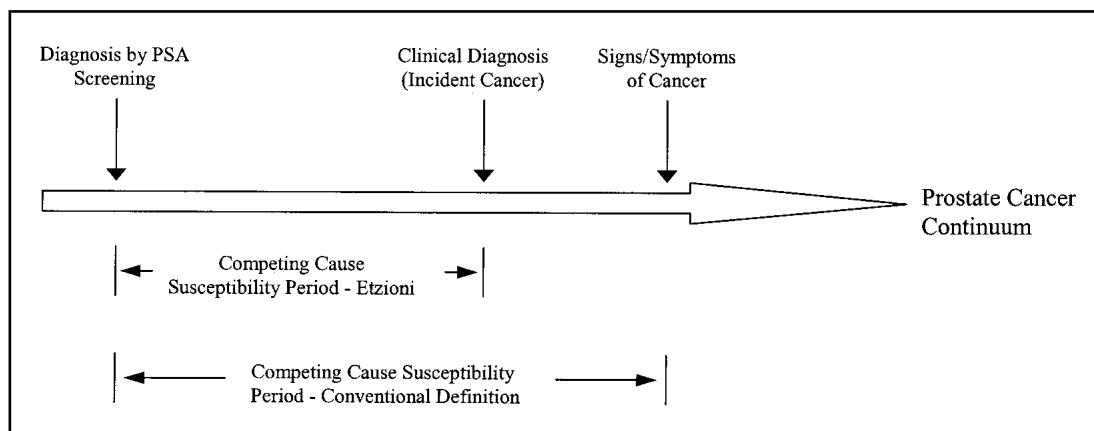 Diagnosis by PSA
Screening
Clinical Diagnosis
(Incident Cancer)
Signs/Symptoms
of Cancer
Prostate Cancer
Continuum
Competing Cause
Susceptibility Period - Etzioni
Competing Cause Susceptibility
Period - Conventional Definition